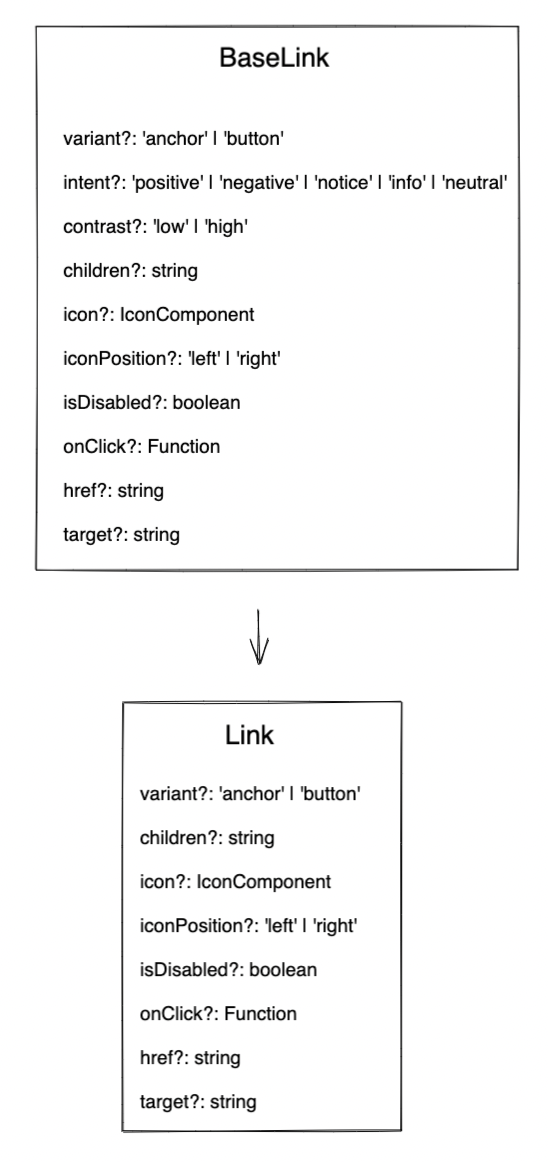 BaseLink
variant?: 'anchor' | 'button'
intent?: 'positive' | 'negative' | 'notice' | 'info' | 'neutral'
contrast?: 'low' | 'high'
children?: string
icon?: IconComponent
iconPosition?: 'left' | 'right'
isDisabled?: boolean
onClick?: Function
href?: string
target?: string
Link
variant?: 'anchor' | 'button'
children?: string
icon?: IconComponent
iconPosition?: 'left' | 'right'
isDisabled?: boolean
onClick?: Function
href?: string
target?: string